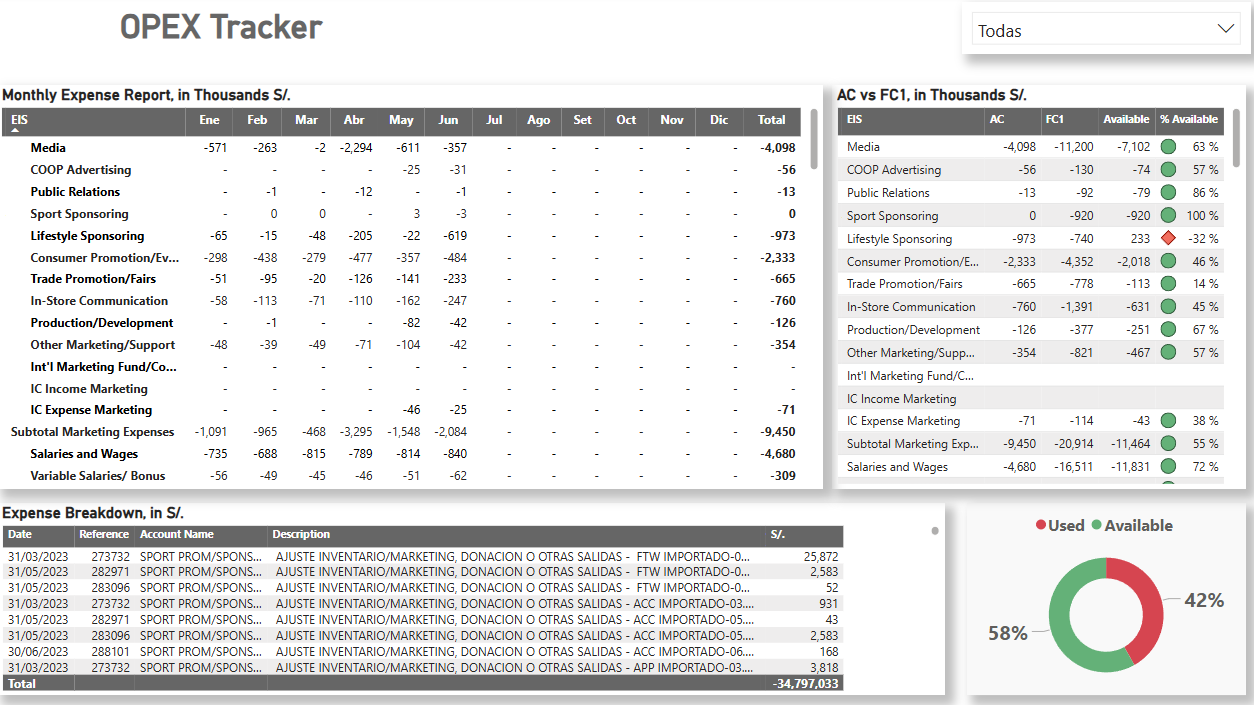 OPEX Tracker
Todas
Monthly Expense Report, in Thousands S/.
EIS Ene Feb Mar Abr May Jun Jul Ago Set Oct Nov Dic Total
Media -571 -263 -2 -2,294 -611 -357 - - - - - - -4,098
COOP Advertising - - - - -25 -31 - - - - - - -56
Public Relations - -1 - -12 - -1 - - - - - - -13
Sport Sponsoring - 0 0 - 3 -3 - - - - - - 0
Lifestyle Sponsoring -65 -15 -48 -205 -22 -619 - - - - - - -973
Consumer Promotion/Ev... -298 -438 -279 -477 -357 -484 - - - - - - -2,333
Trade Promotion/Fairs -51 -95 -20 -126 -141 -233 - - - - - - -665
In-Store Communication -58 -113 -71 -110 -162 -247 - - - - - - -760
Production/Development - -1 - - -82 -42 - - - - - - -126
Other Marketing/Support -48 -39 -49 -71 -104 -42 - - - - - - -354
Int'l Marketing Fund/Co... - - - - - - - - - - - - -
IC Income Marketing - - - - - - - - - - - - -
IC Expense Marketing - - - - -46 -25 - - - - - - -71
Subtotal Marketing Expenses -1,091 -965 -468 -3,295 -1,548 -2,084 - - - - - - -9,450
Salaries and Wages -735 -688 -815 -789 -814 -840 - - - - - - -4,680
Variable Salaries/ Bonus -56 -49 -45 -46 -51 -62 - - - - - - -309
AC vs FC1, in Thousands S/.
EIS AC FC1 Available % Available
Media -4,098 -11,200 -7,102 63 %
COOP Advertising -56 -130 -74 57 %
Public Relations -13 -92 -79 86 %
Sport Sponsoring 0 -920 -920 100 %
Lifestyle Sponsoring -973 -740 233 -32 %
Consumer Promotion/E... -2,333 -4,352 -2,018 46 %
Trade Promotion/Fairs -665 -778 -113 14 %
In-Store Communication -760 -1,391 -631 45 %
Production/Development -126 -377 -251 67 %
Other Marketing/Supp... -354 -821 -467 57 %
Int'l Marketing Fund/C...
IC Income Marketing
IC Expense Marketing -71 -114 -43 38 %
Subtotal Marketing Exp... -9,450 -20,914 -11,464 55 %
Salaries and Wages -4,680 -16,511 -11,831 72 %
Expense Breakdown, in S/.
Date Reference Account Name Description S/.
31/03/2023 273732 SPORT PROM/SPONS... AJUSTE INVENTARIO/MARKETING, DONACION O OTRAS SALIDAS - FTW IMPORTADO-0... 25,872
31/05/2023 282971 SPORT PROM/SPONS... AJUSTE INVENTARIO/MARKETING, DONACION O OTRAS SALIDAS - FTW IMPORTADO-0... 2,583
31/05/2023 283096 SPORT PROM/SPONS... AJUSTE INVENTARIO/MARKETING, DONACION O OTRAS SALIDAS - FTW IMPORTADO-0... 52
31/03/2023 273732 SPORT PROM/SPONS... AJUSTE INVENTARIO/MARKETING, DONACION O OTRAS SALIDAS - ACC IMPORTADO-03.... 931
31/05/2023 282971 SPORT PROM/SPONS... AJUSTE INVENTARIO/MARKETING, DONACION O OTRAS SALIDAS - ACC IMPORTADO-05.... 43
31/05/2023 283096 SPORT PROM/SPONS... AJUSTE INVENTARIO/MARKETING, DONACION O OTRAS SALIDAS - ACC IMPORTADO-05.... 2,583
30/06/2023 288101 SPORT PROM/SPONS... AJUSTE INVENTARIO/MARKETING, DONACION O OTRAS SALIDAS - ACC IMPORTADO-06.... 168
31/03/2023 273732 SPORT PROM/SPONS... AJUSTE INVENTARIO/MARKETING, DONACION O OTRAS SALIDAS - APP IMPORTADO-03.... 3,818
Total -34,797,033
Used Available
42%
58%